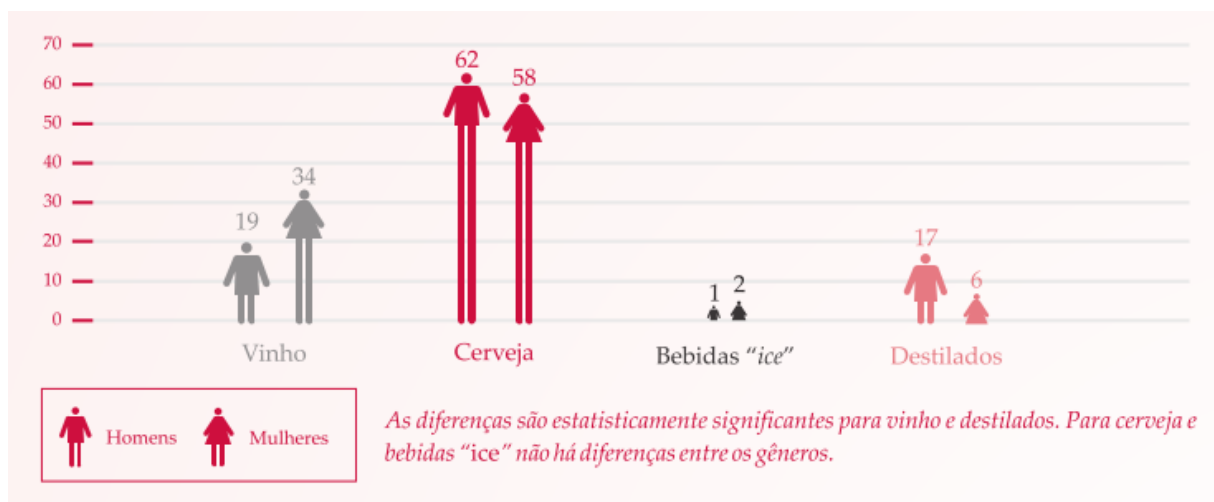 70
60
50
40
30
20
10
0
19
34
62
58
1
2
17
6
Vinho
Cerveja
Bebidas “ice”
Destilados
Homens
Mulheres
As diferenças são estatisticamente significantes para vinho e destilados. Para cerveja e
bebidas “ice” não há diferenças entre os gêneros.